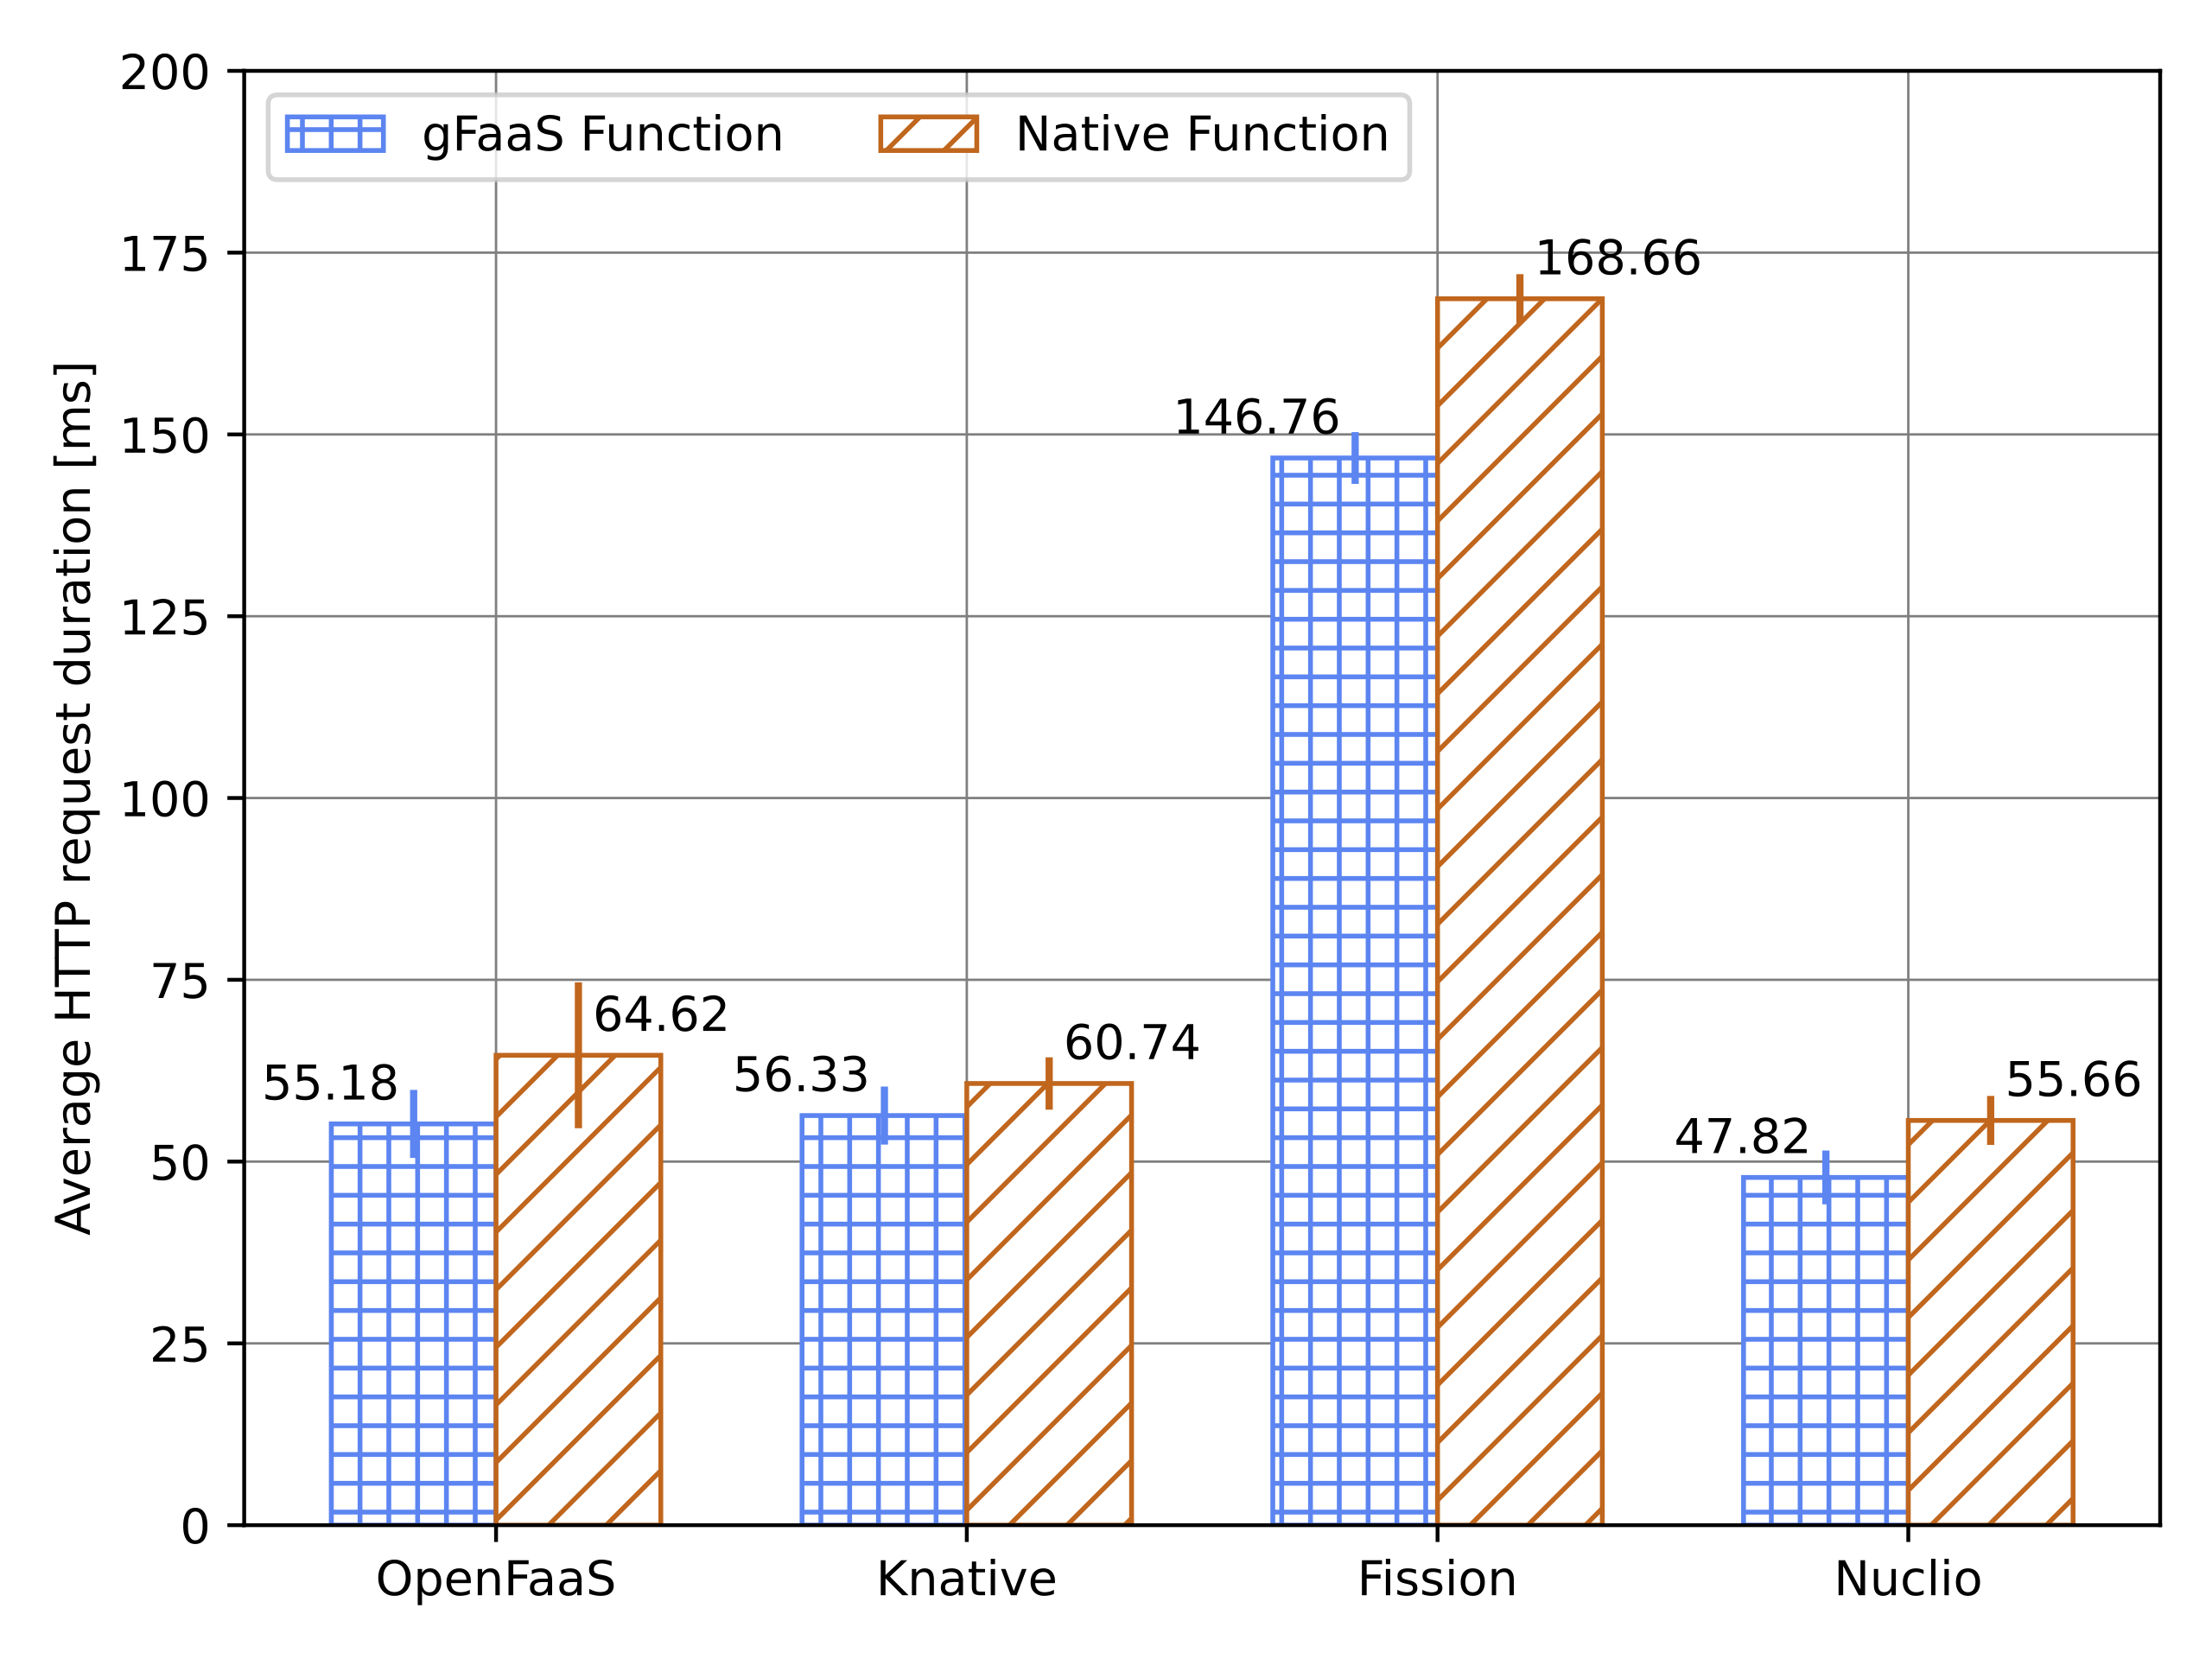 200
175
150
125
100
75
50
25
0
Average HTTP request duration [ms]
gFaaS Function
Native Function
55.18
64.62
56.33
60.74
146.76
168.66
47.82
55.66
OpenFaaS
Knative
Fission
Nuclio